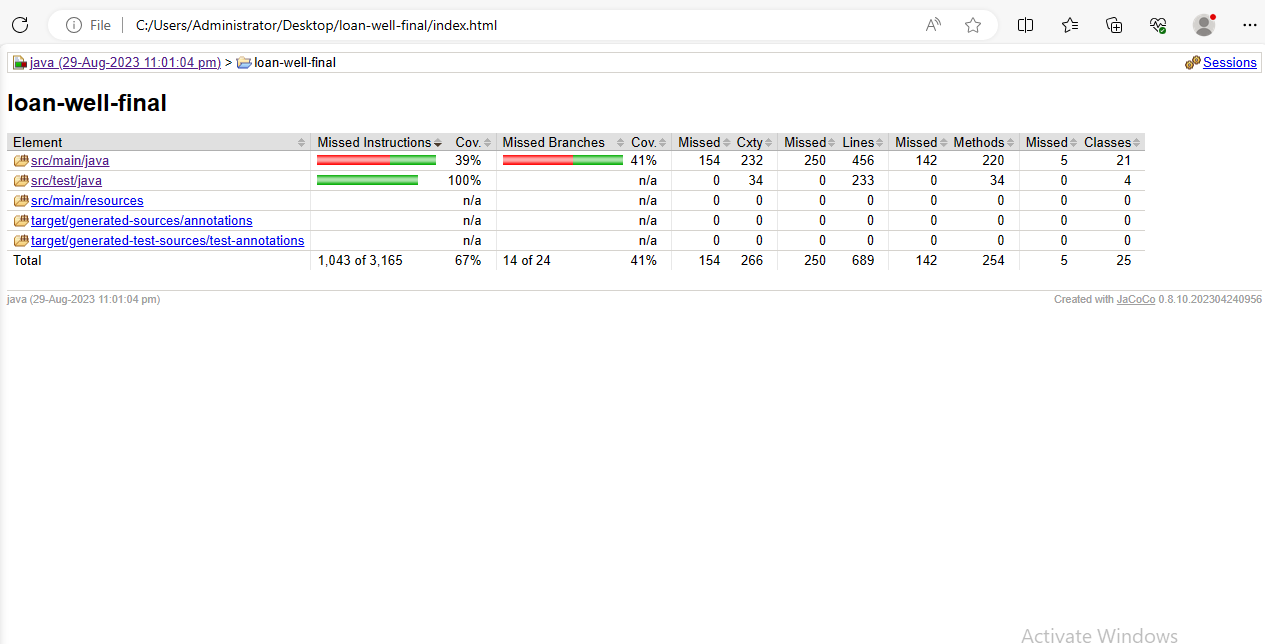 File C:/Users/Administrator/Desktop/loan-well-final/index.html
java (29-Aug-2023 11:01:04 pm) > loan-well-final Sessions
loan-well-final
Element Missed Instructions Cov. Missed Branches Cov. Missed Cxty Missed Lines Missed Methods Missed Classes
src/main/java 39% 41% 154 232 250 456 142 220 5 21
src/test/java 100% n/a 0 34 0 233 0 34 0 4
src/main/resources n/a n/a 0 0 0 0 0 0 0 0
target/generated-sources/annotations n/a n/a 0 0 0 0 0 0 0 0
target/generated-test-sources/test-annotations n/a n/a 0 0 0 0 0 0 0 0
Total 1,043 of 3,165 67% 14 of 24 41% 154 266 250 689 142 254 5 25
java (29-Aug-2023 11:01:04 pm) Created with JaCoCo 0.8.10.202304240956
Activate Windows